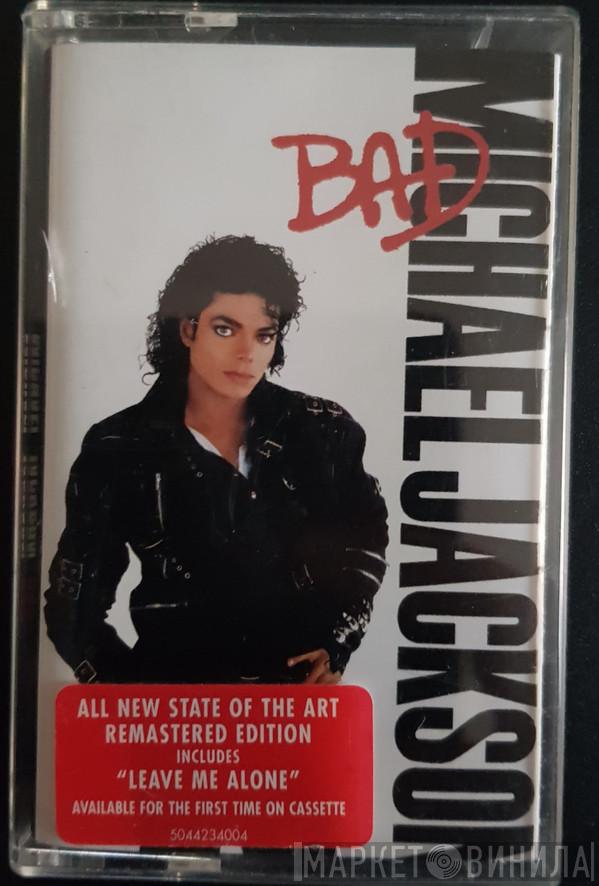 BAD
MICHAEL JACKSON
ALL NEW STATE OF THE ART
REMASTERED EDITION
INCLUDES
“LEAVE ME ALONE”
AVAILABLE FOR THE FIRST TIME ON CASSETTE
5044234004
МАРКЕТ ВИНИЛА